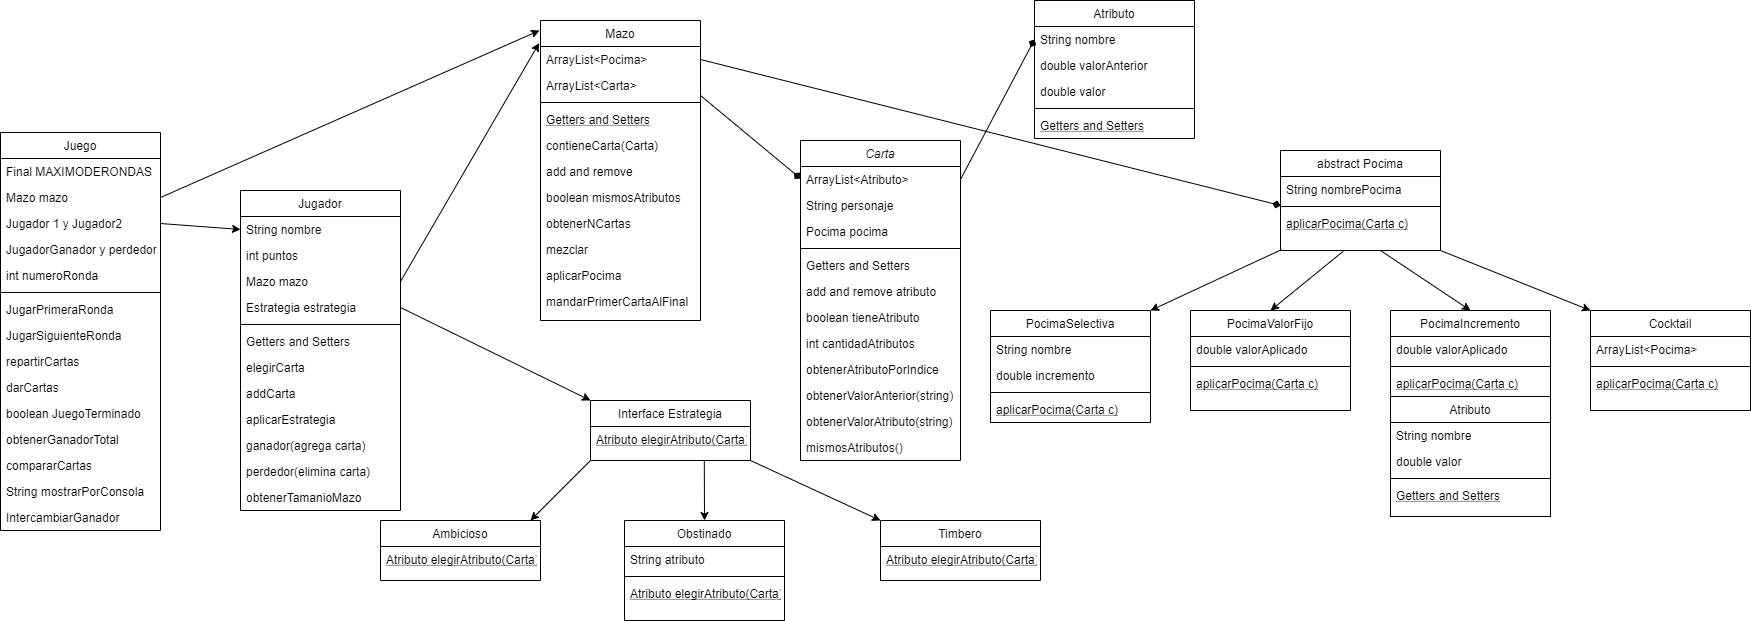 Juego
Final MAXIMODERONDAS
Mazo mazo
Jugador 1 y Jugador2
JugadorGanador y perdedor
int numeroRonda
JugarPrimeraRonda
JugarSiguienteRonda
repartirCartas
darCartas
boolean JuegoTerminado
obtenerGanadorTotal
compararCartas
String mostrarPorConsola
IntercambiarGanador
Jugador
String nombre
int puntos
Mazo mazo
Estrategia estrategia
Getters and Setters
elegirCarta
addCarta
aplicarEstrategia
ganador(agrega carta)
perdedor(elimina carta)
obtenerTamanioMazo
Mazo
ArrayList<Pocima>
ArrayList<Carta>
Getters and Setters
contieneCarta(Carta)
add and remove
boolean mismosAtributos
obtenerNCartas
mezclar
aplicarPocima
mandarPrimerCartaAlFinal
Interface Estrategia
Atributo elegirAtributo(Carta
Ambicioso
Atributo elegirAtributo(Carta
Obstinado
String atributo
Atributo elegirAtributo(Carta
Timbero
Atributo elegirAtributo(Carta
Carta
ArrayList<Atributo>
String personaje
Pocima pocima
Getters and Setters
add and remove atributo
boolean tieneAtributo
int cantidadAtributos
obtenerAtributoPorIndice
obtenerValorAnterior(string)
obtenerValorAtributo(string)
mismosAtributos()
Atributo
String nombre
double valorAnterior
double valor
Getters and Setters
abstract Pocima
String nombrePocima
aplicarPocima(Carta c)
PocimaSelectiva
String nombre
double incremento
aplicarPocima(Carta c)
PocimaValorFijo
double valorAplicado
aplicarPocima(Carta c)
PocimaIncremento
double valorAplicado
aplicarPocima(Carta c)
Atributo
String nombre
double valor
Getters and Setters
Cocktail
ArrayList<Pocima>
aplicarPocima(Carta c)